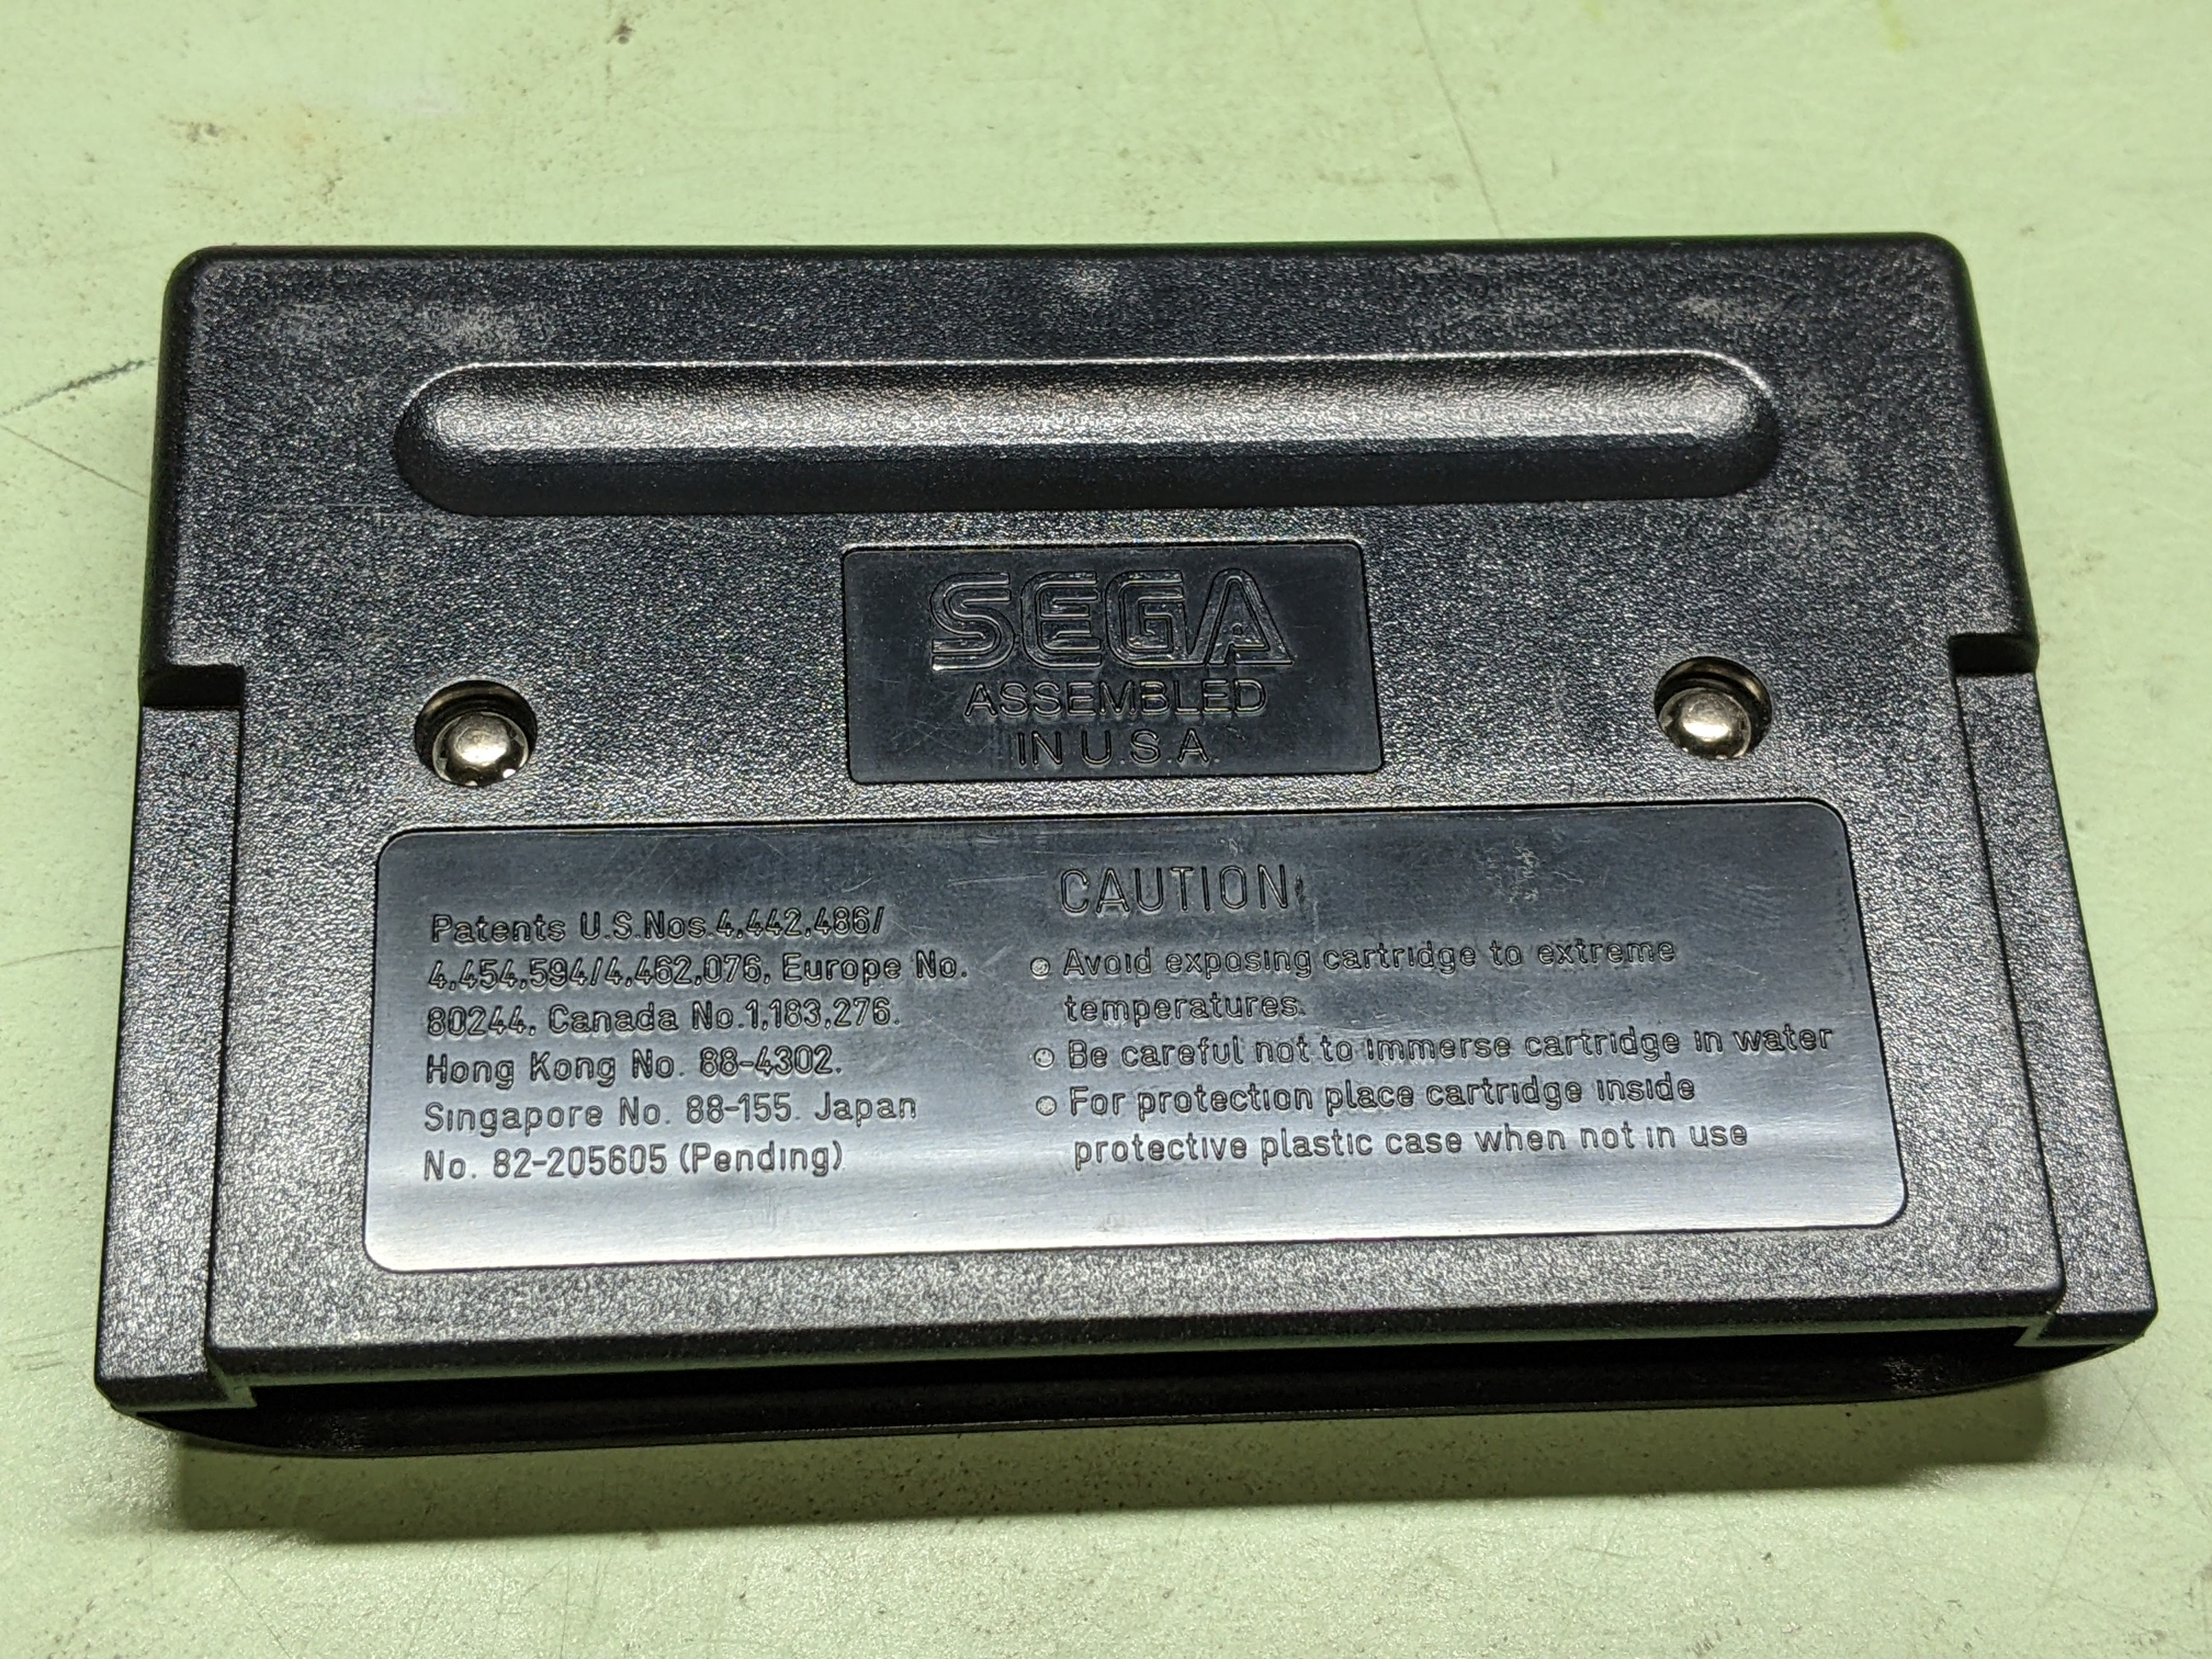 SEGA
ASSEMBLED
IN U.S.A.
Patents U.S.Nos.4,442,486/
4,454,594/4,462,076, Europe No.
80244, Canada No.1,183,276.
Hong Kong No. 88-4302.
Singapore No. 88-155. Japan
No. 82-205605 (Pending)
CAUTION
Avoid exposing cartridge to extreme
temperatures.
Be careful not to immerse cartridge in water
For protection place cartridge inside
protective plastic case when not in use